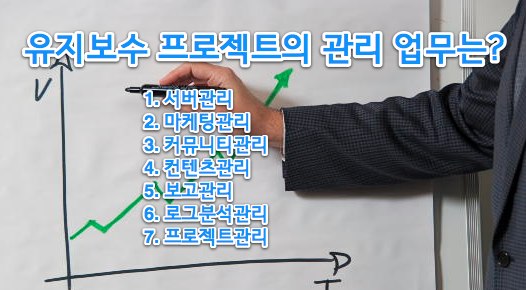 유지보수 프로젝트의 관리 업무는?
V
1. 서버관리
2. 마케팅관리
3. 커뮤니티관리
4. 컨텐츠관리
5. 보고관리
6. 로그분석관리
7. 프로젝트관리
T